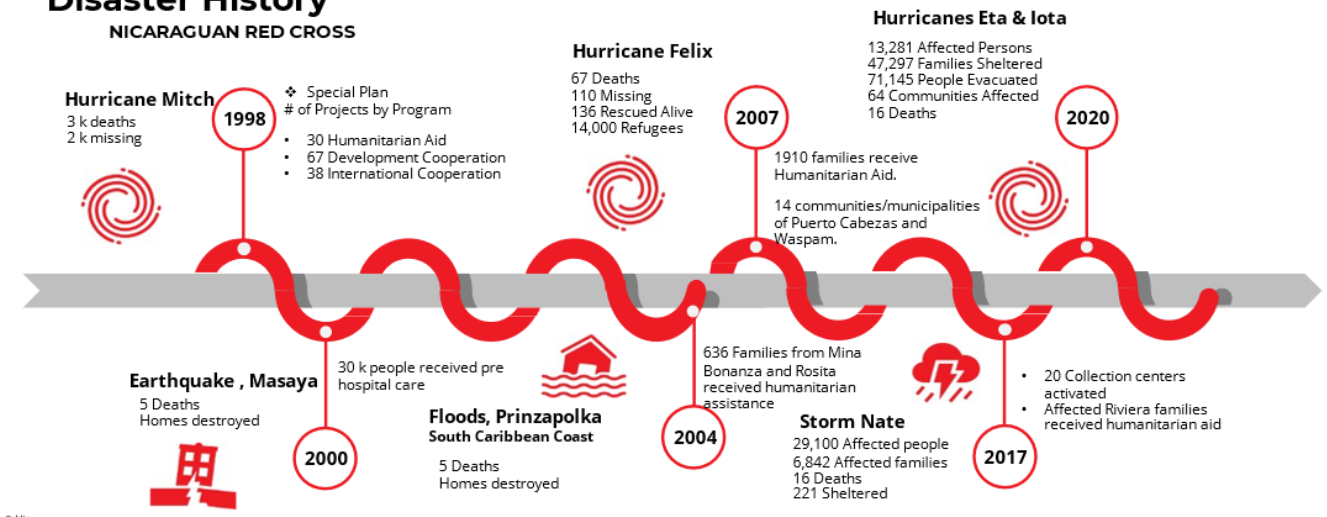 Disaster History
NICARAGUAN RED CROSS
Hurricane Mitch
3 k deaths
2 k missing
1998
❖ Special Plan
# of Projects by Program
• 30 Humanitarian Aid
• 67 Development Cooperation
• 38 International Cooperation
Hurricane Felix
67 Deaths
110 Missing
136 Rescued Alive
14,000 Refugees
2007
1910 families receive
Humanitarian Aid.
14 communities/municipalities
of Puerto Cabezas and
Waspam.
Hurricanes Eta & Iota
13,281 Affected Persons
47,297 Families Sheltered
71,145 People Evacuated
64 Communities Affected
16 Deaths
2020
Earthquake , Masaya
5 Deaths
Homes destroyed
30 k people received pre
hospital care
2000
Floods, Prinzapolka
South Caribbean Coast
5 Deaths
Homes destroyed
636 Families from Mina
Bonanza and Rosita
received humanitarian
assistance
2004
Storm Nate
29,100 Affected people
6,842 Affected families
16 Deaths
221 Sheltered
2017
• 20 Collection centers
activated
• Affected Riviera families
received humanitarian aid